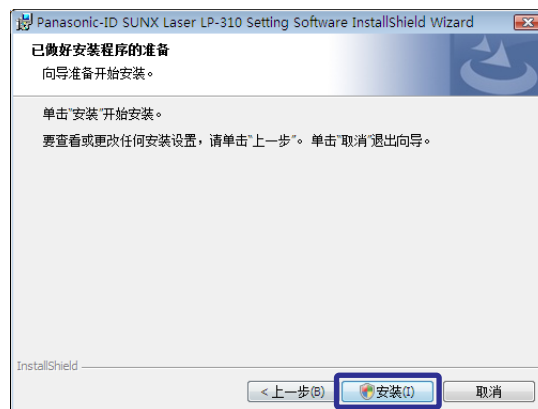 Panasonic-ID SUNX Laser LP-310 Setting Software InstallShield Wizard
已做好安装程序的准备
向导准备开始安装。
单击"安装"开始安装。
要查看或更改任何安装设置，请单击"上一步"。单击"取消"退出向导。
InstallShield
<上一步(B) 安装(I) 取消